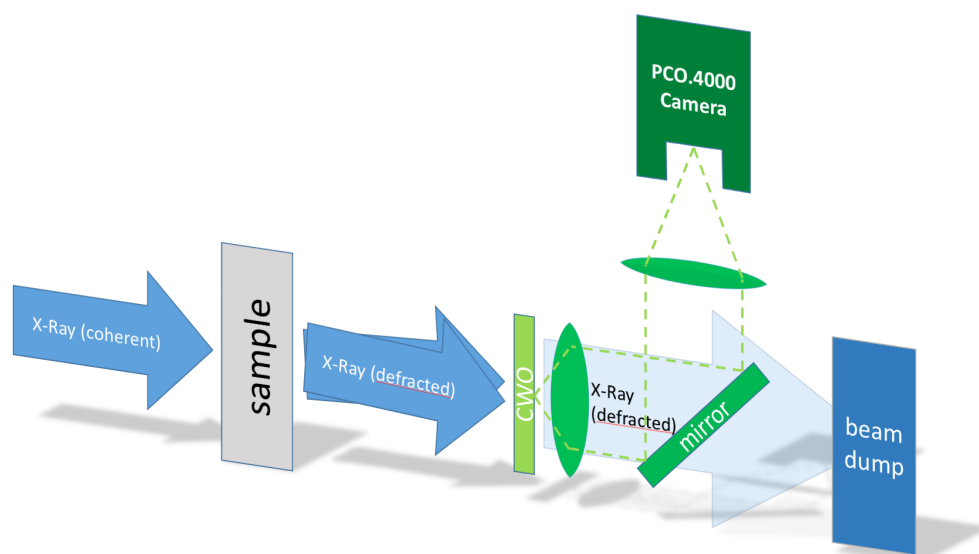 PCO.4000
Camera
X-Ray (coherent)
sample
X-Ray (defracted)
CWO
X-Ray
(defracted)
mirror
beam
dump